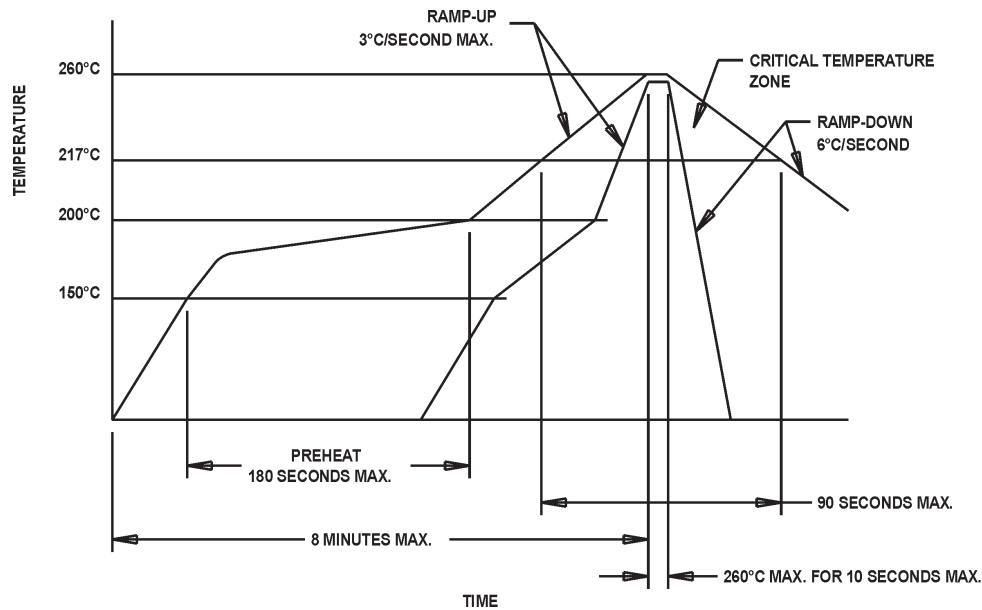 RAMP-UP
3°C/SECOND MAX.
260°C
CRITICAL TEMPERATURE
ZONE
TEMPERATURE
RAMP-DOWN
6°C/SECOND
217°C
200°C
150°C
PREHEAT
180 SECONDS MAX.
90 SECONDS MAX.
8 MINUTES MAX.
260°C MAX. FOR 10 SECONDS MAX.
TIME